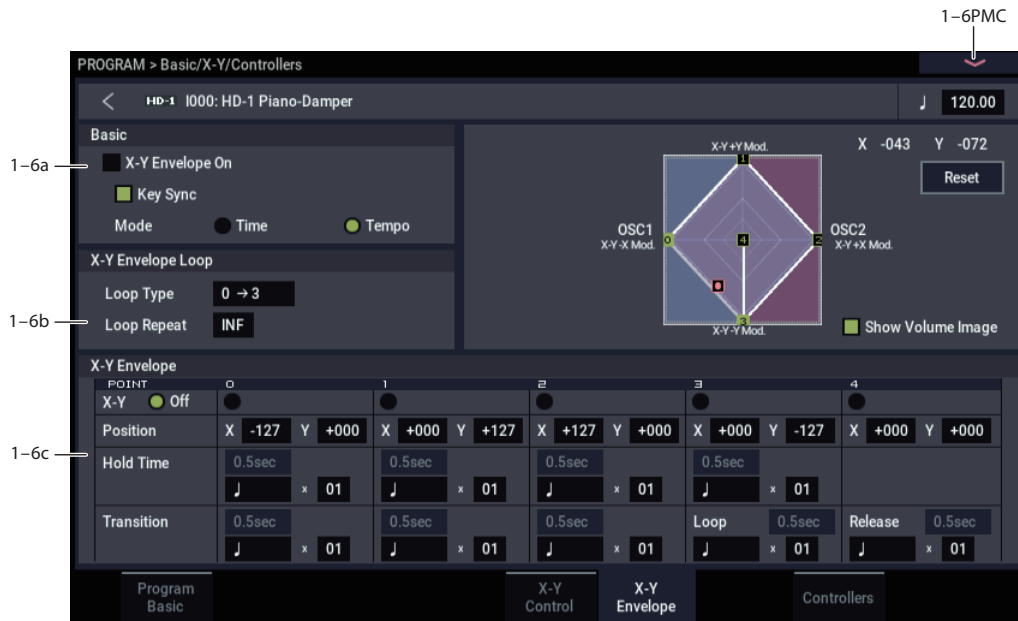 1–6PMC
PROGRAM > Basic/X-Y/Controllers
HD-1 I000: HD-1 Piano-Damper
♩ 120.00
Basic
1–6a
X-Y Envelope On
Key Sync
Mode Time Tempo
X-Y+Y Mod.
X -043 Y -072
Reset
1
OSC1
X-Y-X Mod.
0
4
2
OSC2
X-Y+X Mod.
3
X-Y-Y Mod.
Show Volume Image
X-Y Envelope Loop
Loop Type 0 → 3
1–6b
Loop Repeat INF
X-Y Envelope
POINT 0 1 2 3 4
X-Y Off
Position X -127 Y +000 X +000 Y +127 X +127 Y +000 X +000 Y -127 X +000 Y +000
1–6c
Hold Time 0.5sec 0.5sec 0.5sec 0.5sec
♩ x 01 ♩ x 01 ♩ x 01 ♩ x 01
Transition 0.5sec 0.5sec 0.5sec Loop 0.5sec Release 0.5sec
♩ x 01 ♩ x 01 ♩ x 01 ♩ x 01 ♩ x 01
Program
Basic
X-Y
Control
X-Y
Envelope
Controllers